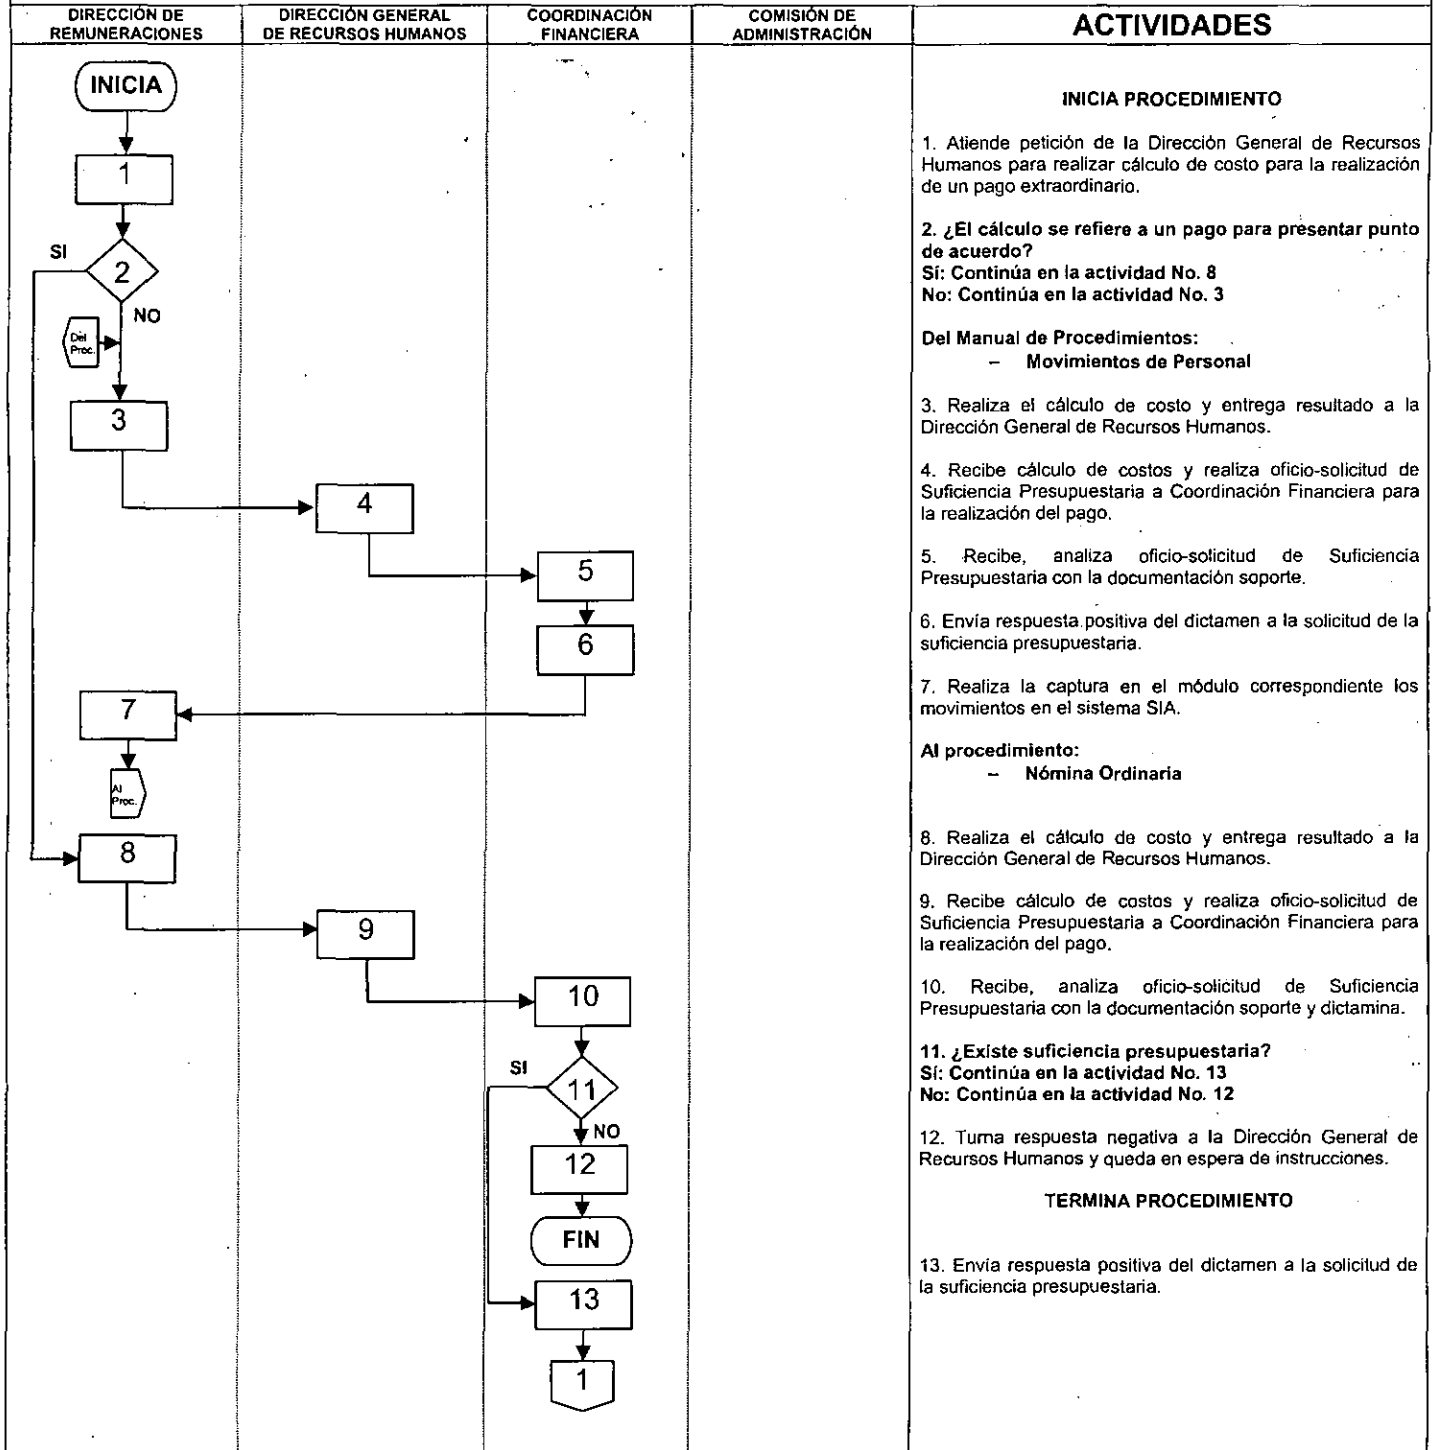 DIRECCIÓN DE
REMUNERACIONES
DIRECCIÓN GENERAL
DE RECURSOS HUMANOS
COORDINACIÓN
FINANCIERA
COMISIÓN DE
ADMINISTRACIÓN
ACTIVIDADES
INICIA
1
SI
2
NO
Del
Proc.
3
4
5
6
7
Al
Proc.
8
9
10
SI
11
NO
12
FIN
13
1
INICIA PROCEDIMIENTO
1. Atiende petición de la Dirección General de Recursos
Humanos para realizar cálculo de costo para la realización
de un pago extraordinario.
2. ¿El cálculo se refiere a un pago para presentar punto
de acuerdo?
Sí: Continúa en la actividad No. 8
No: Continúa en la actividad No. 3
Del Manual de Procedimientos:
– Movimientos de Personal
3. Realiza el cálculo de costo y entrega resultado a la
Dirección General de Recursos Humanos.
4. Recibe cálculo de costos y realiza oficio-solicitud de
Suficiencia Presupuestaria a Coordinación Financiera para
la realización del pago.
5. Recibe, analiza oficio-solicitud de Suficiencia
Presupuestaria con la documentación soporte.
6. Envía respuesta positiva del dictamen a la solicitud de la
suficiencia presupuestaria.
7. Realiza la captura en el módulo correspondiente los
movimientos en el sistema SIA.
Al procedimiento:
– Nómina Ordinaria
8. Realiza el cálculo de costo y entrega resultado a la
Dirección General de Recursos Humanos.
9. Recibe cálculo de costos y realiza oficio-solicitud de
Suficiencia Presupuestaria a Coordinación Financiera para
la realización del pago.
10. Recibe, analiza oficio-solicitud de Suficiencia
Presupuestaria con la documentación soporte y dictamina.
11. ¿Existe suficiencia presupuestaria?
Sí: Continúa en la actividad No. 13
No: Continúa en la actividad No. 12
12. Turna respuesta negativa a la Dirección General de
Recursos Humanos y queda en espera de instrucciones.
TERMINA PROCEDIMIENTO
13. Envía respuesta positiva del dictamen a la solicitud de
la suficiencia presupuestaria.